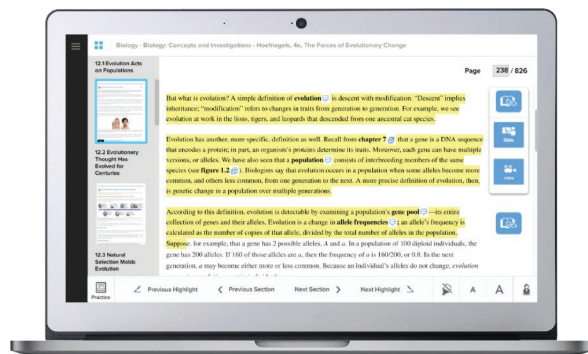 Biology - Biology: Concepts and Investigations - Hoefnagels, 4e, The Forces of Evolutionary Change
12.1 Evolution Acts
on Populations
Page 238 / 826
But what is evolution? A simple definition of evolution is descent with modification. "Descent" implies
inheritance; "modification" refers to changes in traits from generation to generation. For example, we see
evolution at work in the lions, tigers, and leopards that descended from one ancestral cat species.
Evolution has another, more specific, definition as well. Recall from chapter 7 that a gene is a DNA sequence
that encodes a protein; in part, an organism's proteins determine its traits. Moreover, each gene can have multiple
versions, or alleles. We have also seen that a population consists of interbreeding members of the same
species (see figure 1.2). Biologists say that evolution occurs in a population when some alleles become more
common, and others less common, from one generation to the next. A more precise definition of evolution, then,
is genetic change in a population over multiple generations.
According to this definition, evolution is detectable by examining a population's gene pool —its entire
collection of genes and their alleles. Evolution is a change in allele frequencies; an allele's frequency is
calculated as the number of copies of that allele, divided by the total number of alleles in the population.
Suppose, for example, that a gene has 2 possible alleles, A and a. In a population of 100 diploid individuals, the
gene has 200 alleles. If 160 of those alleles are a, then the frequency of a is 160/200, or 0.8. In the next
generation, a may become either more or less common. Because an individual's alleles do not change, evolution
12.2 Evolutionary
Thought Has
Evolved for
Centuries
12.3 Natural
Selection Molds
Evolution
Slide
Video
Practice
Previous Highlight
Previous Section
Next Section
Next Highlight
A
A